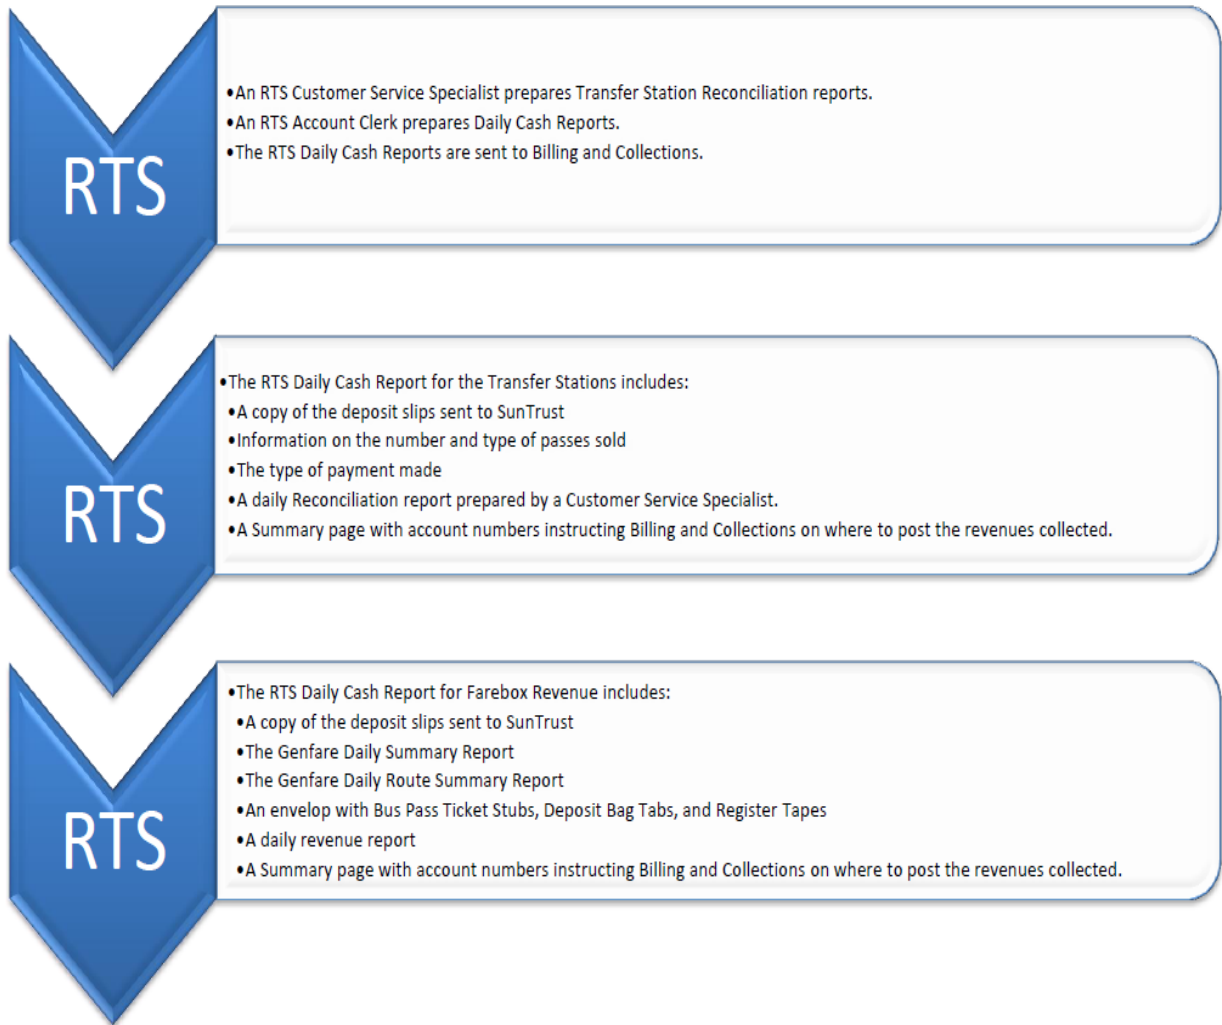 RTS
•An RTS Customer Service Specialist prepares Transfer Station Reconciliation reports.
•An RTS Account Clerk prepares Daily Cash Reports.
•The RTS Daily Cash Reports are sent to Billing and Collections.
RTS
•The RTS Daily Cash Report for the Transfer Stations includes:
•A copy of the deposit slips sent to SunTrust
•Information on the number and type of passes sold
•The type of payment made
•A daily Reconciliation report prepared by a Customer Service Specialist.
•A Summary page with account numbers instructing Billing and Collections on where to post the revenues collected.
RTS
•The RTS Daily Cash Report for Farebox Revenue includes:
•A copy of the deposit slips sent to SunTrust
•The Genfare Daily Summary Report
•The Genfare Daily Route Summary Report
•An envelop with Bus Pass Ticket Stubs, Deposit Bag Tabs, and Register Tapes
•A daily revenue report
•A Summary page with account numbers instructing Billing and Collections on where to post the revenues collected.